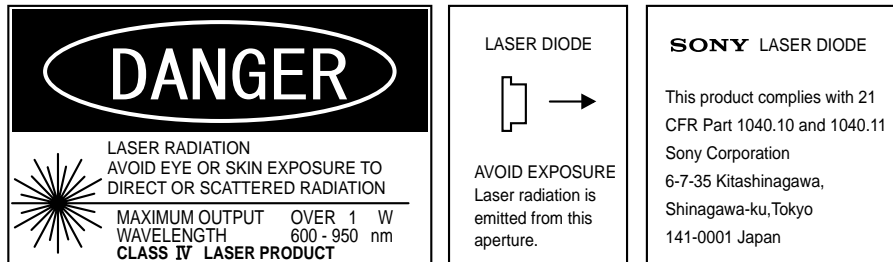 DANGER
LASER RADIATION
AVOID EYE OR SKIN EXPOSURE TO
DIRECT OR SCATTERED RADIATION
MAXIMUM OUTPUT OVER 1 W
WAVELENGTH 600 - 950 nm
CLASS Ⅳ LASER PRODUCT
LASER DIODE
AVOID EXPOSURE
Laser radiation is
emitted from this
aperture.
SONY LASER DIODE
This product complies with 21
CFR Part 1040.10 and 1040.11
Sony Corporation
6-7-35 Kitashinagawa,
Shinagawa-ku,Tokyo
141-0001 Japan